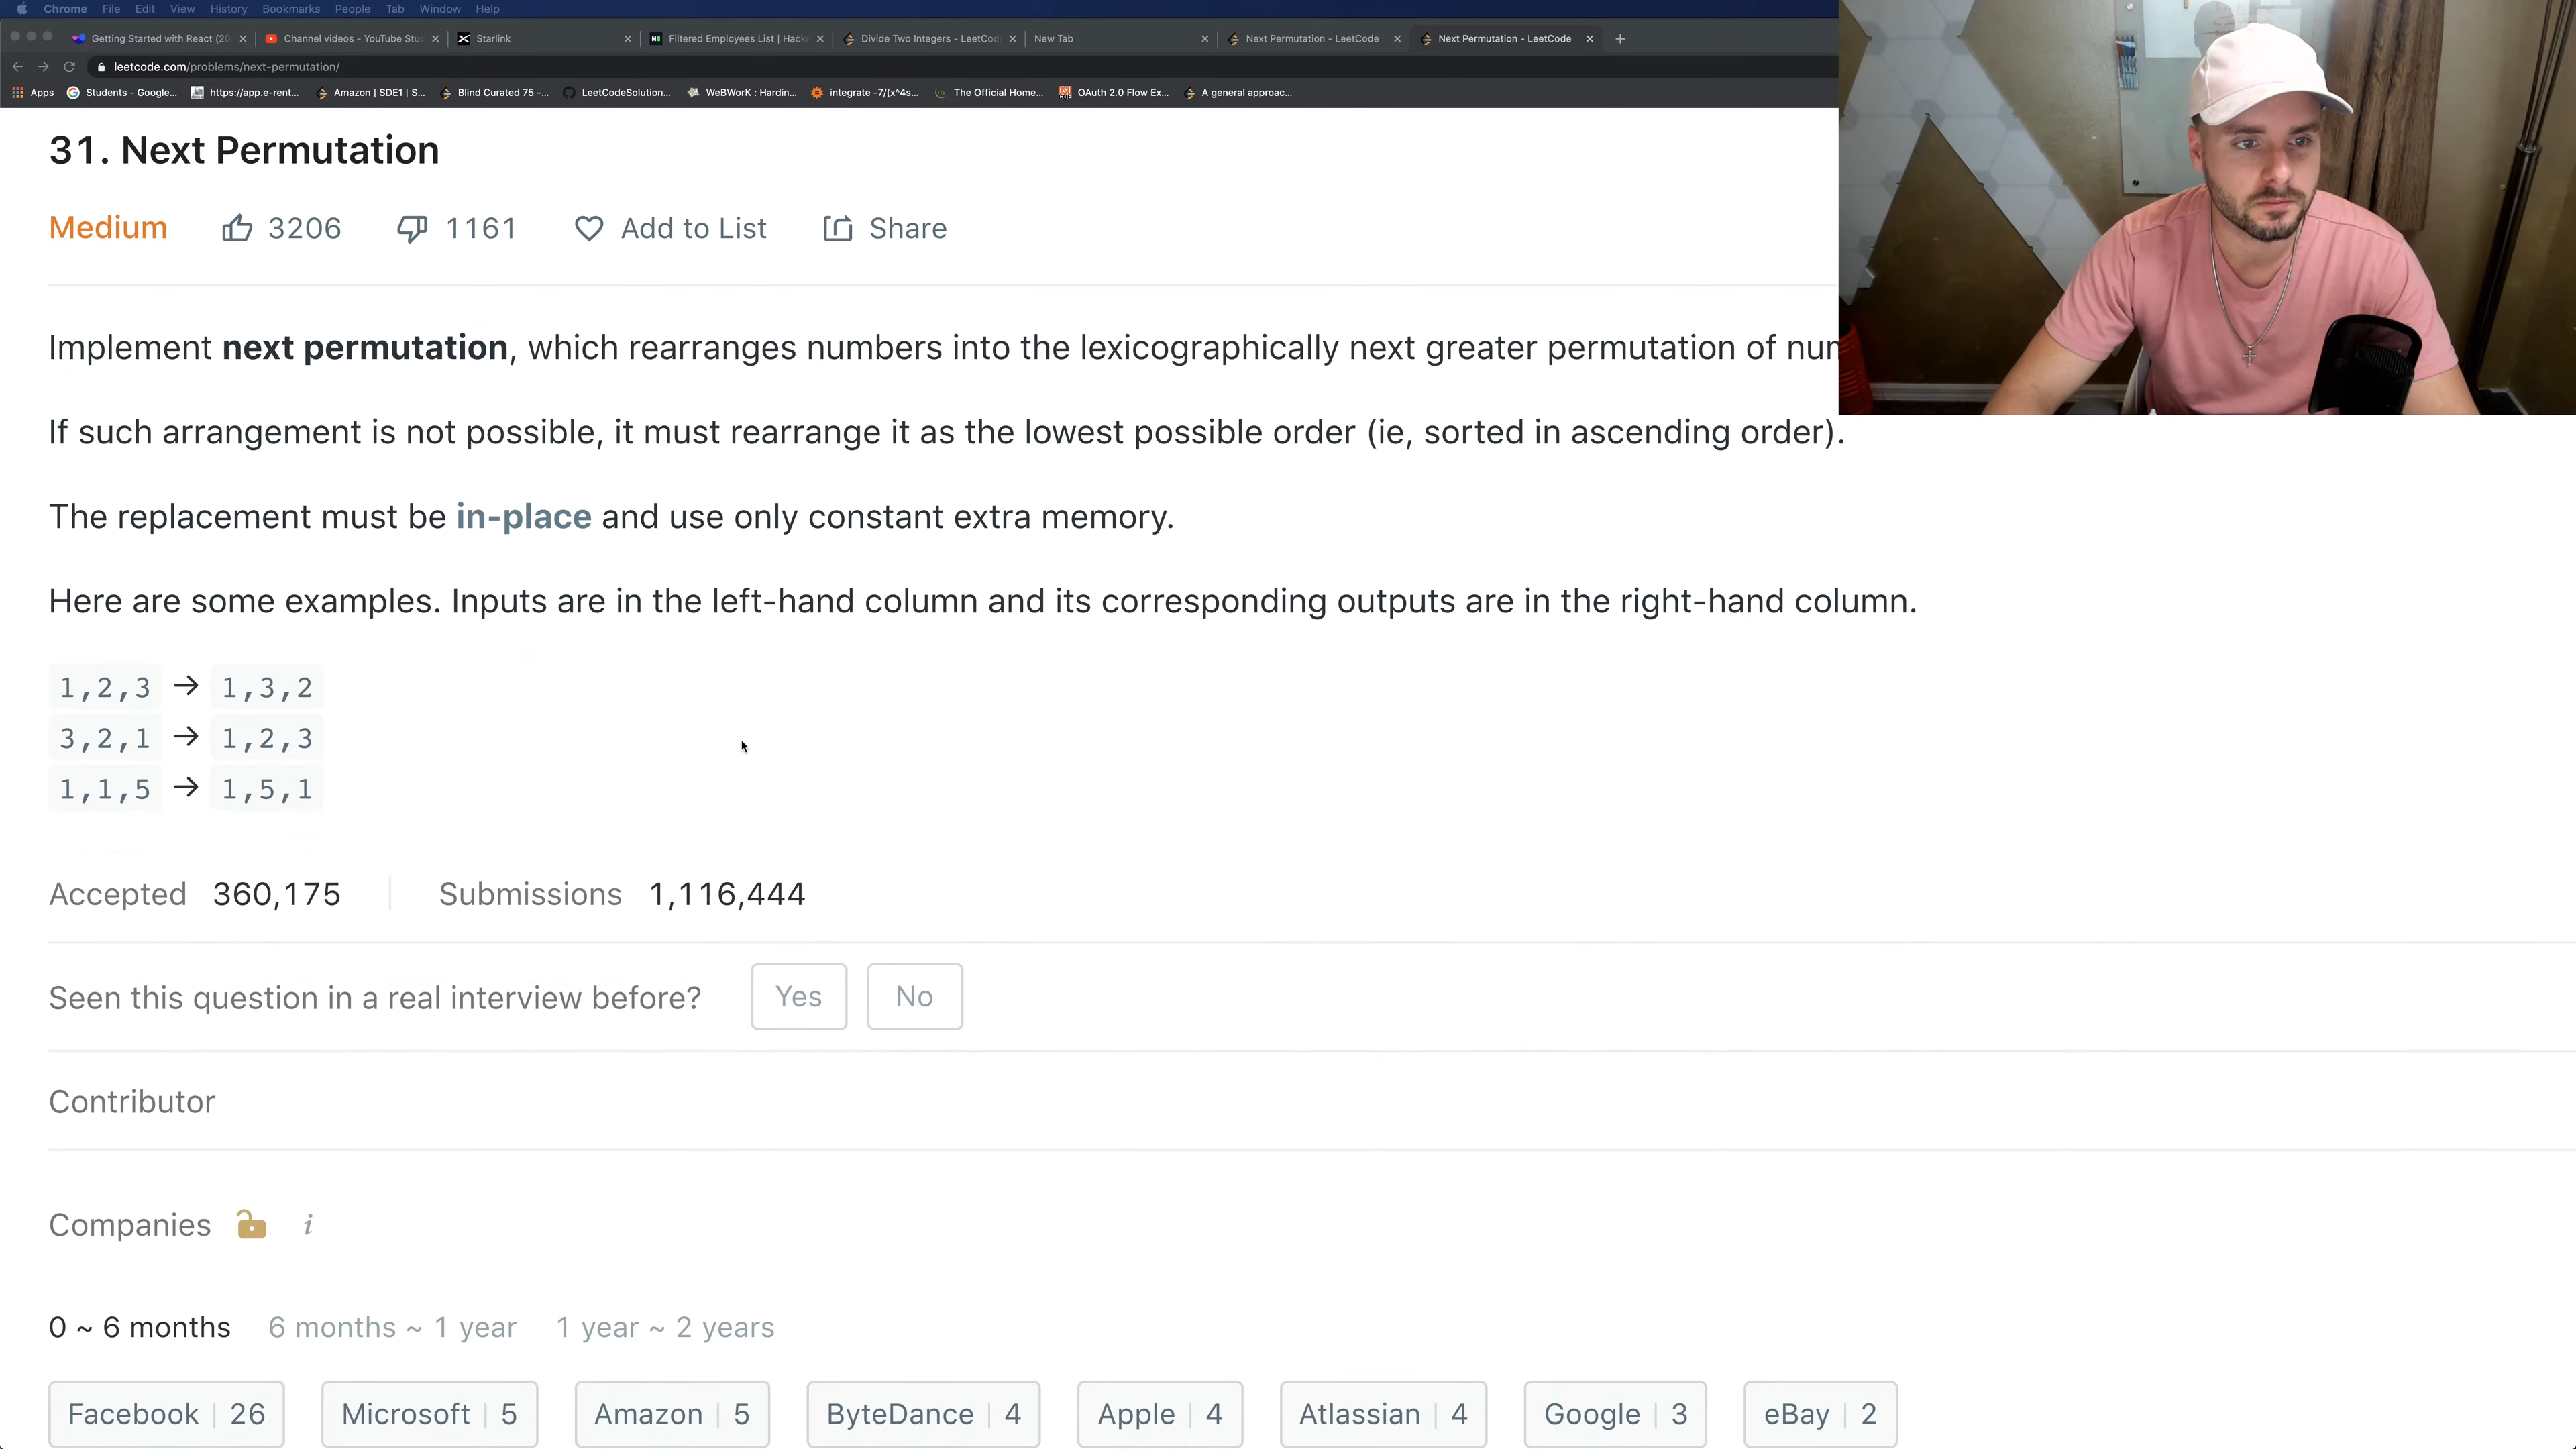 Chrome File Edit View History Bookmarks People Tab Window Help
Getting Started with React (20 Channel videos - YouTube Stu Starlink Filtered Employees List | Hack Divide Two Integers - LeetCod New Tab Next Permutation - LeetCode Next Permutation - LeetCode
leetcode.com/problems/next-permutation/
Apps Students - Google... https://app.e-rent... Amazon | SDE1 | S... Blind Curated 75 -... LeetCodeSolution... WeBWorK : Hardin... integrate -7/(x^4s... The Official Home... OAuth 2.0 Flow Ex... A general approac...
31. Next Permutation
Medium 3206 1161 Add to List Share
Implement next permutation, which rearranges numbers into the lexicographically next greater permutation of
If such arrangement is not possible, it must rearrange it as the lowest possible order (ie, sorted in ascending order).
The replacement must be in-place and use only constant extra memory.
Here are some examples. Inputs are in the left-hand column and its corresponding outputs are in the right-hand column.
1,2,3 → 1,3,2
3,2,1 → 1,2,3
1,1,5 → 1,5,1
Accepted 360,175 Submissions 1,116,444
Seen this question in a real interview before? Yes No
Contributor
Companies i
0 ~ 6 months 6 months ~ 1 year 1 year ~ 2 years
Facebook | 26 Microsoft | 5 Amazon | 5 ByteDance | 4 Apple | 4 Atlassian | 4 Google | 3 eBay | 2